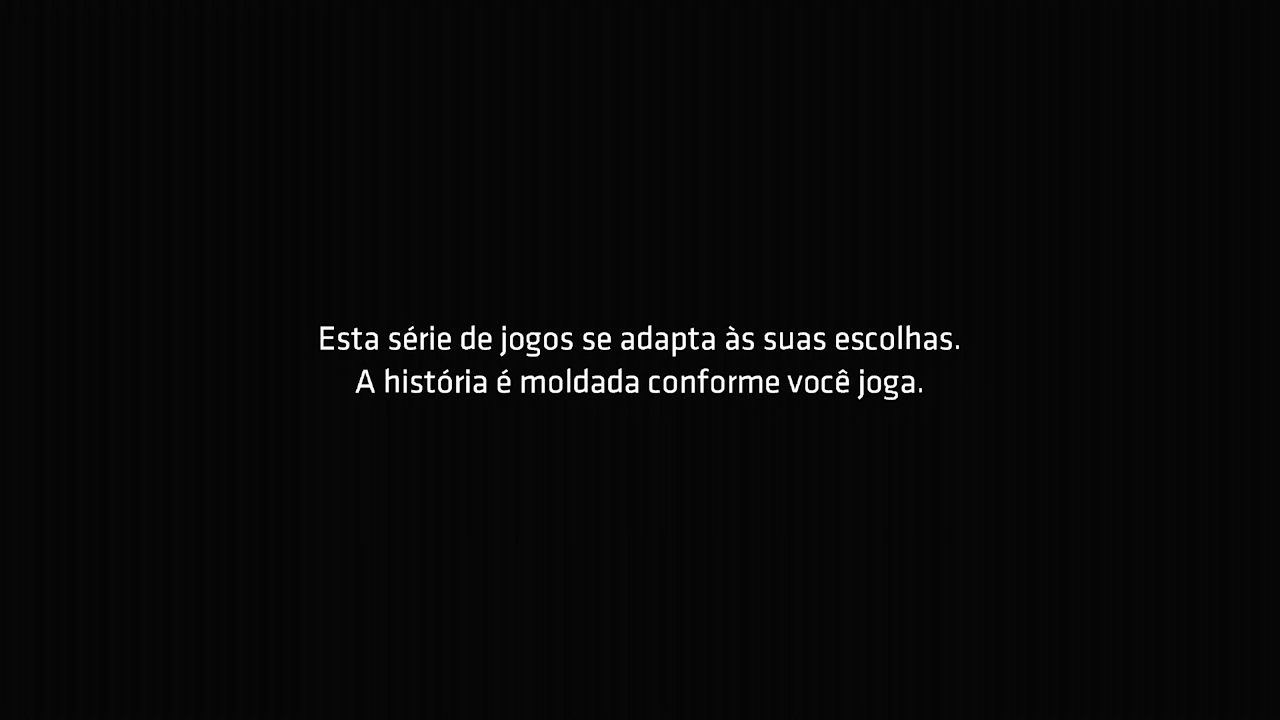 Esta série de jogos se adapta às suas escolhas.
A história é moldada conforme você joga.